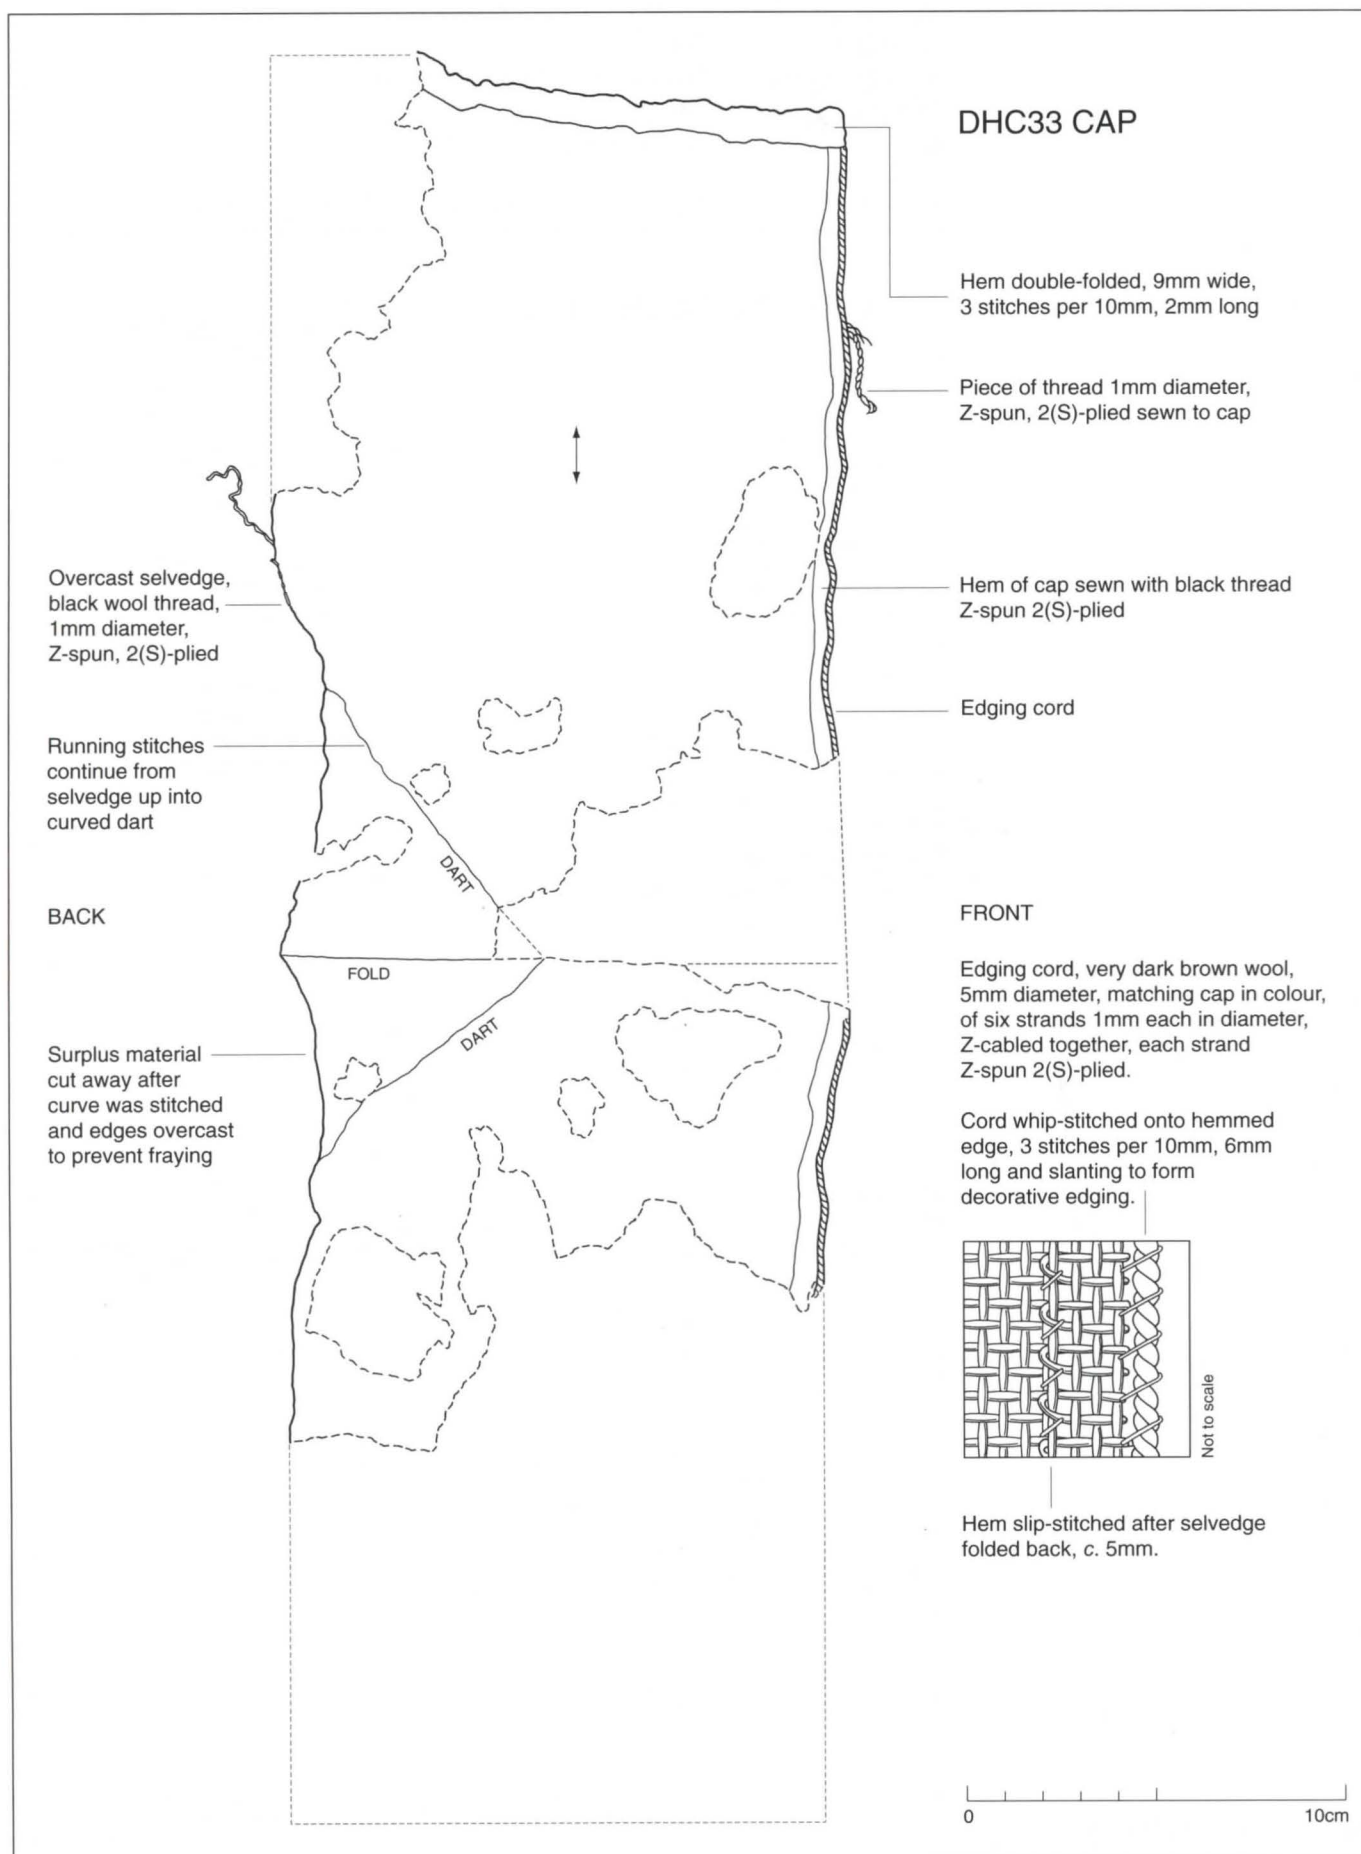 DHC33 CAP
Hem double-folded, 9mm wide,
3 stitches per 10mm, 2mm long
Piece of thread 1mm diameter,
Z-spun, 2(S)-plied sewn to cap
Overcast selvedge,
black wool thread,
1mm diameter,
Z-spun, 2(S)-plied
Hem of cap sewn with black thread
Z-spun 2(S)-plied
Edging cord
Running stitches
continue from
selvedge up into
curved dart
DART
BACK
FRONT
FOLD
DART
Edging cord, very dark brown wool,
5mm diameter, matching cap in colour,
of six strands 1mm each in diameter,
Z-cabled together, each strand
Z-spun 2(S)-plied.
Surplus material
cut away after
curve was stitched
and edges overcast
to prevent fraying
Cord whip-stitched onto hemmed
edge, 3 stitches per 10mm, 6mm
long and slanting to form
decorative edging.
Not to scale
Hem slip-stitched after selvedge
folded back, c. 5mm.
0 10cm